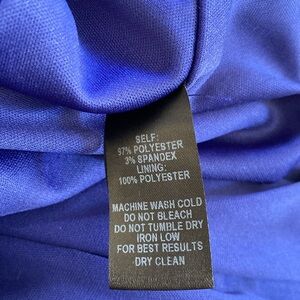 SELF:
97% POLYESTER
3% SPANDEX
LINING:
100% POLYESTER
MACHINE WASH COLD
DO NOT BLEACH
DO NOT TUMBLE DRY
IRON LOW
FOR BEST RESULTS
DRY CLEAN